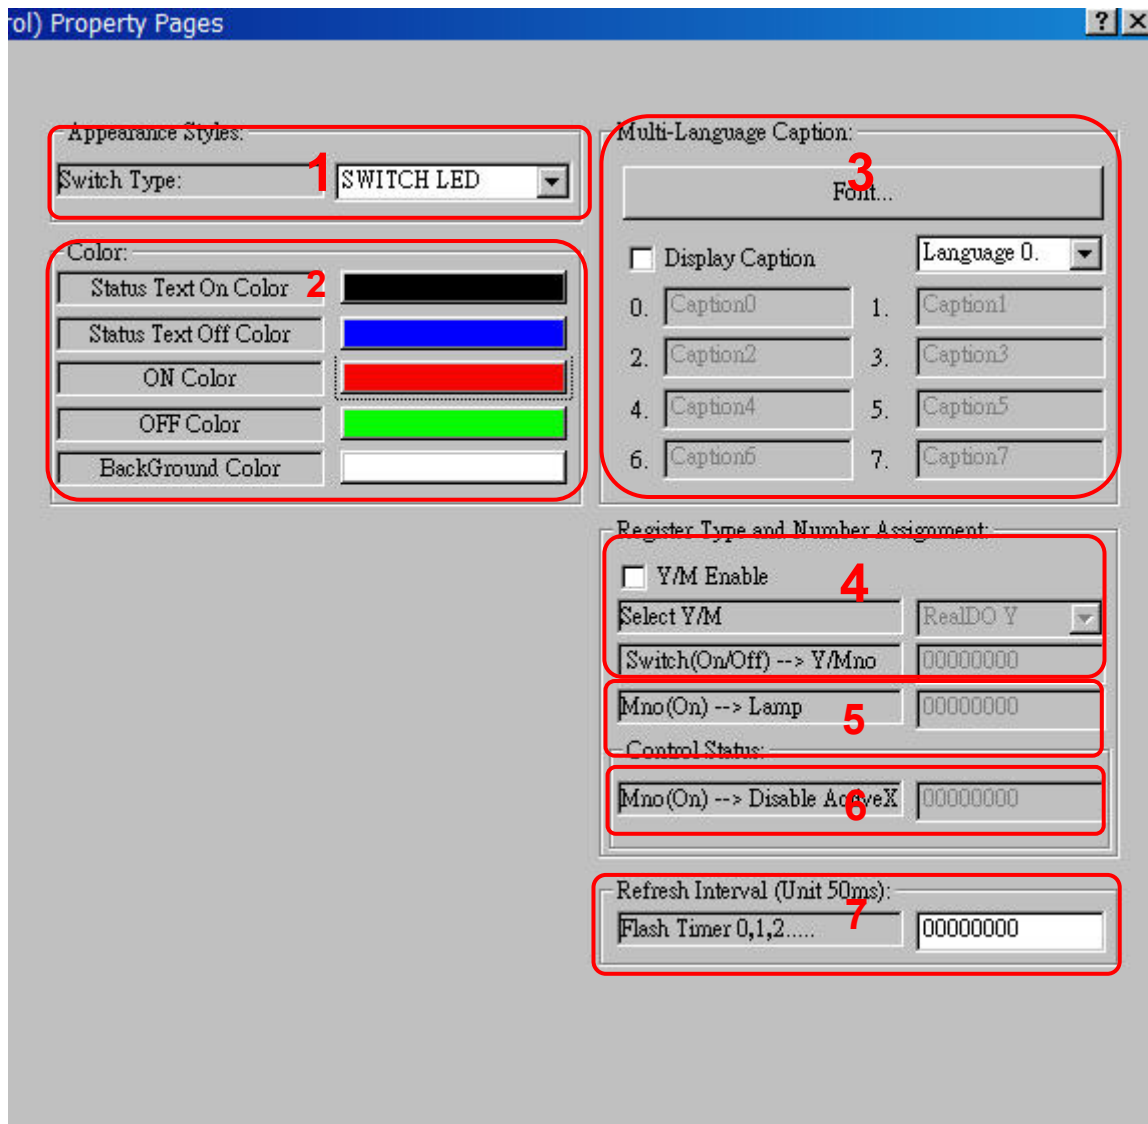 rol) Property Pages
Appearance Styles:
1
Switch Type: SWITCH LED
Color:
2
Status Text On Color
Status Text Off Color
ON Color
OFF Color
BackGround Color
Multi-Language Caption:
3
Font...
Display Caption Language 0.
0. Caption0 1. Caption1
2. Caption2 3. Caption3
4. Caption4 5. Caption5
6. Caption6 7. Caption7
Register Type and Number Assignment:
4
Y/M Enable
Select Y/M RealDO Y
Switch(On/Off) --> Y/Mno 00000000
Mno(On) --> Lamp 00000000
5
Control Status:
Mno(On) --> Disable ActiveX 00000000
6
Refresh Interval (Unit 50ms):
7
Flash Timer 0,1,2..... 00000000